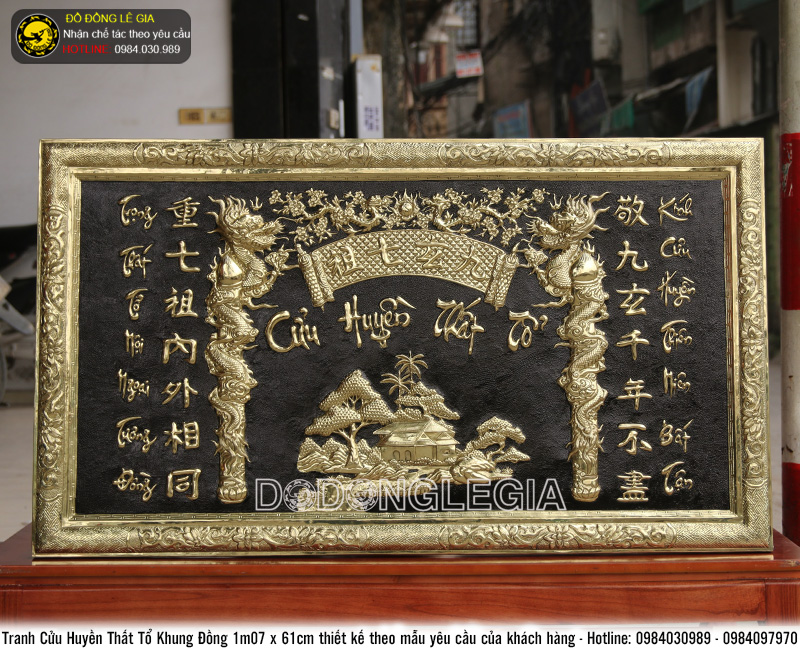 ĐỒ ĐỒNG LÊ GIA
Nhận chế tác theo yêu cầu
HOTLINE: 0984.030.989
祖七玄九
Cửu Huyền Thất Tổ
敬九玄千年不盡
Kính Cửu Huyền Thiên Niên Bất Tận
重七祖內外相同
Trọng Thất Tổ Nội Ngoại Tương Đồng
DODONGLEGIA
Tranh Cửu Huyền Thất Tổ Khung Đồng 1m07 x 61cm thiết kế theo mẫu yêu cầu của khách hàng - Hotline: 0984030989 - 0984097970